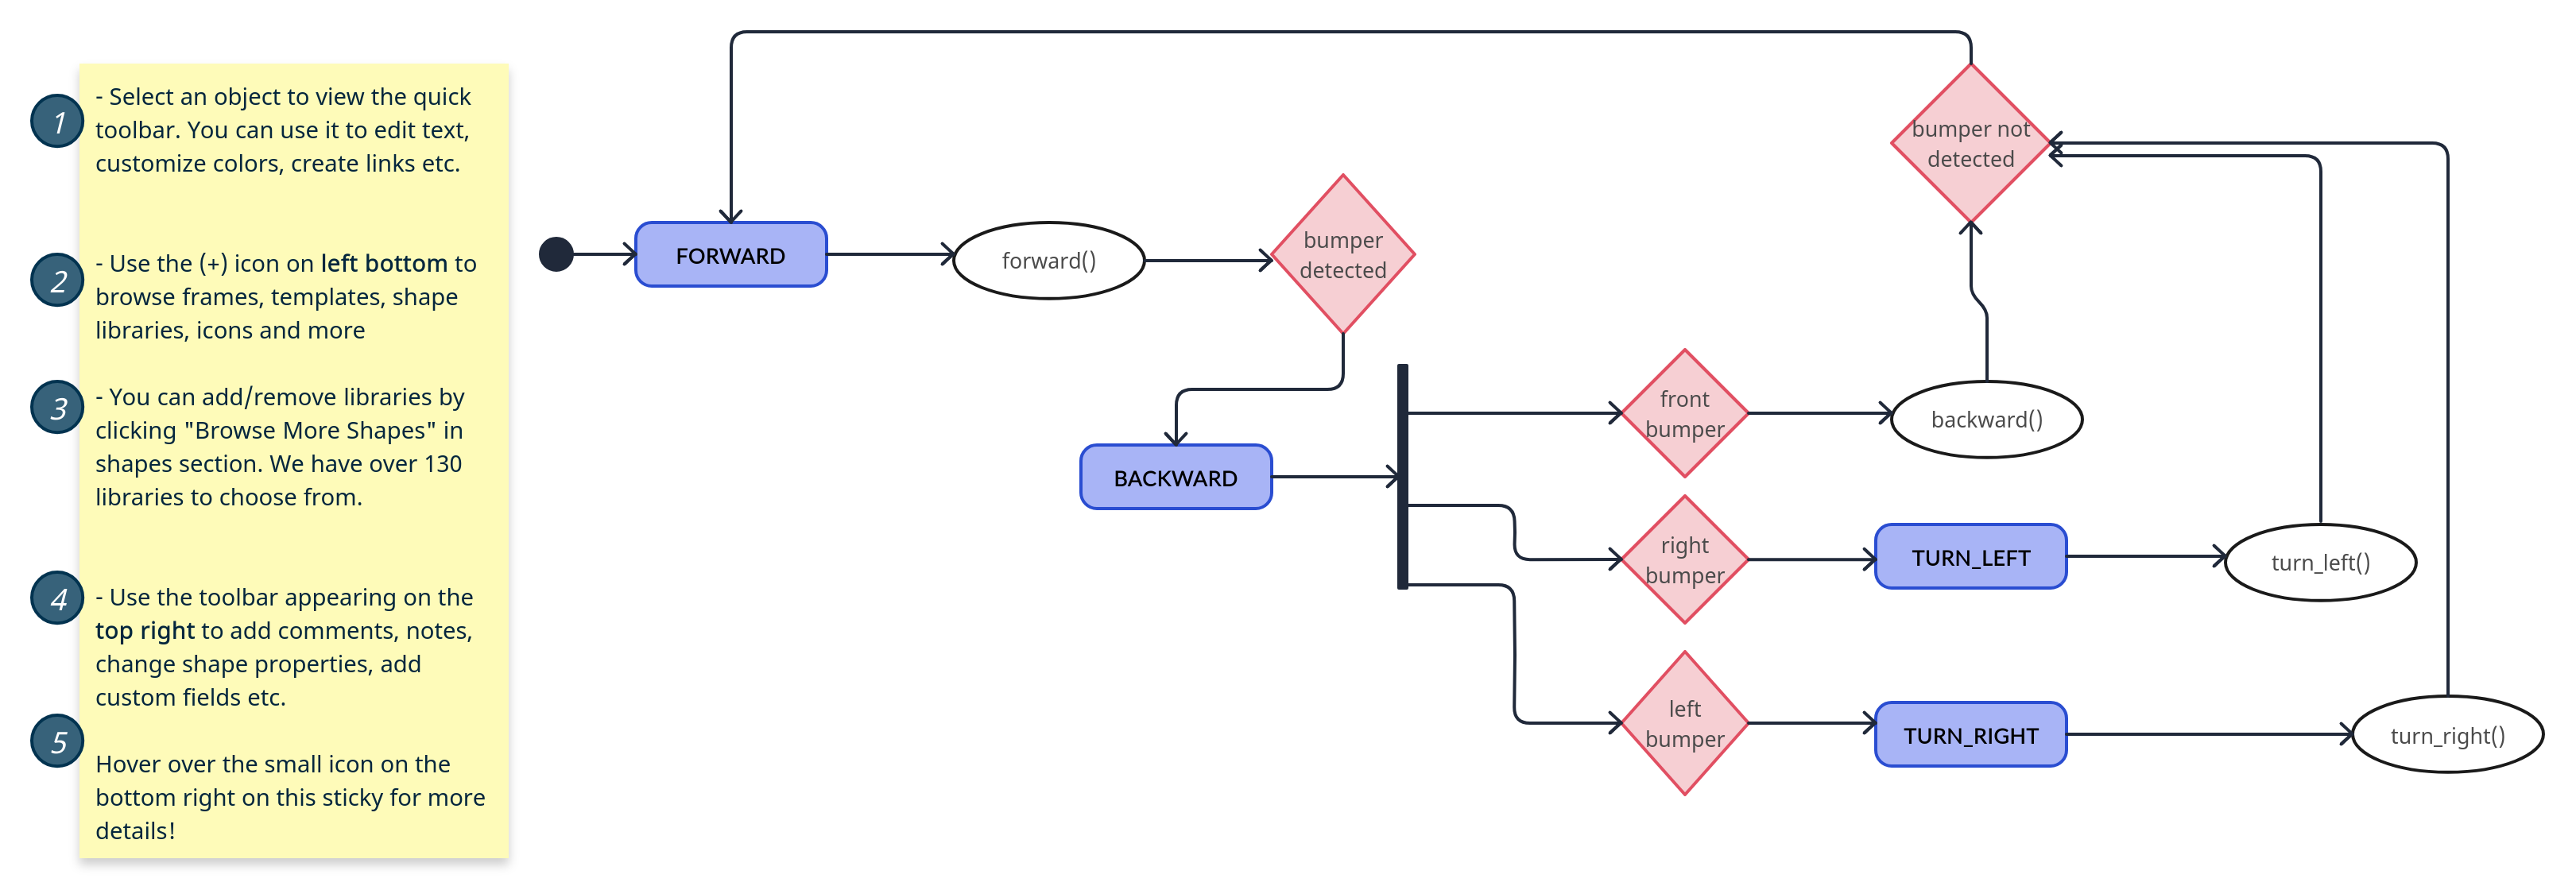 1
- Select an object to view the quick
toolbar. You can use it to edit text,
customize colors, create links etc.
2
- Use the (+) icon on left bottom to
browse frames, templates, shape
libraries, icons and more
3
- You can add/remove libraries by
clicking "Browse More Shapes" in
shapes section. We have over 130
libraries to choose from.
4
- Use the toolbar appearing on the
top right to add comments, notes,
change shape properties, add
custom fields etc.
5
Hover over the small icon on the
bottom right on this sticky for more
details!
FORWARD
forward()
bumper
detected
bumper not
detected
BACKWARD
front
bumper
backward()
right
bumper
TURN_LEFT
turn_left()
left
bumper
TURN_RIGHT
turn_right()